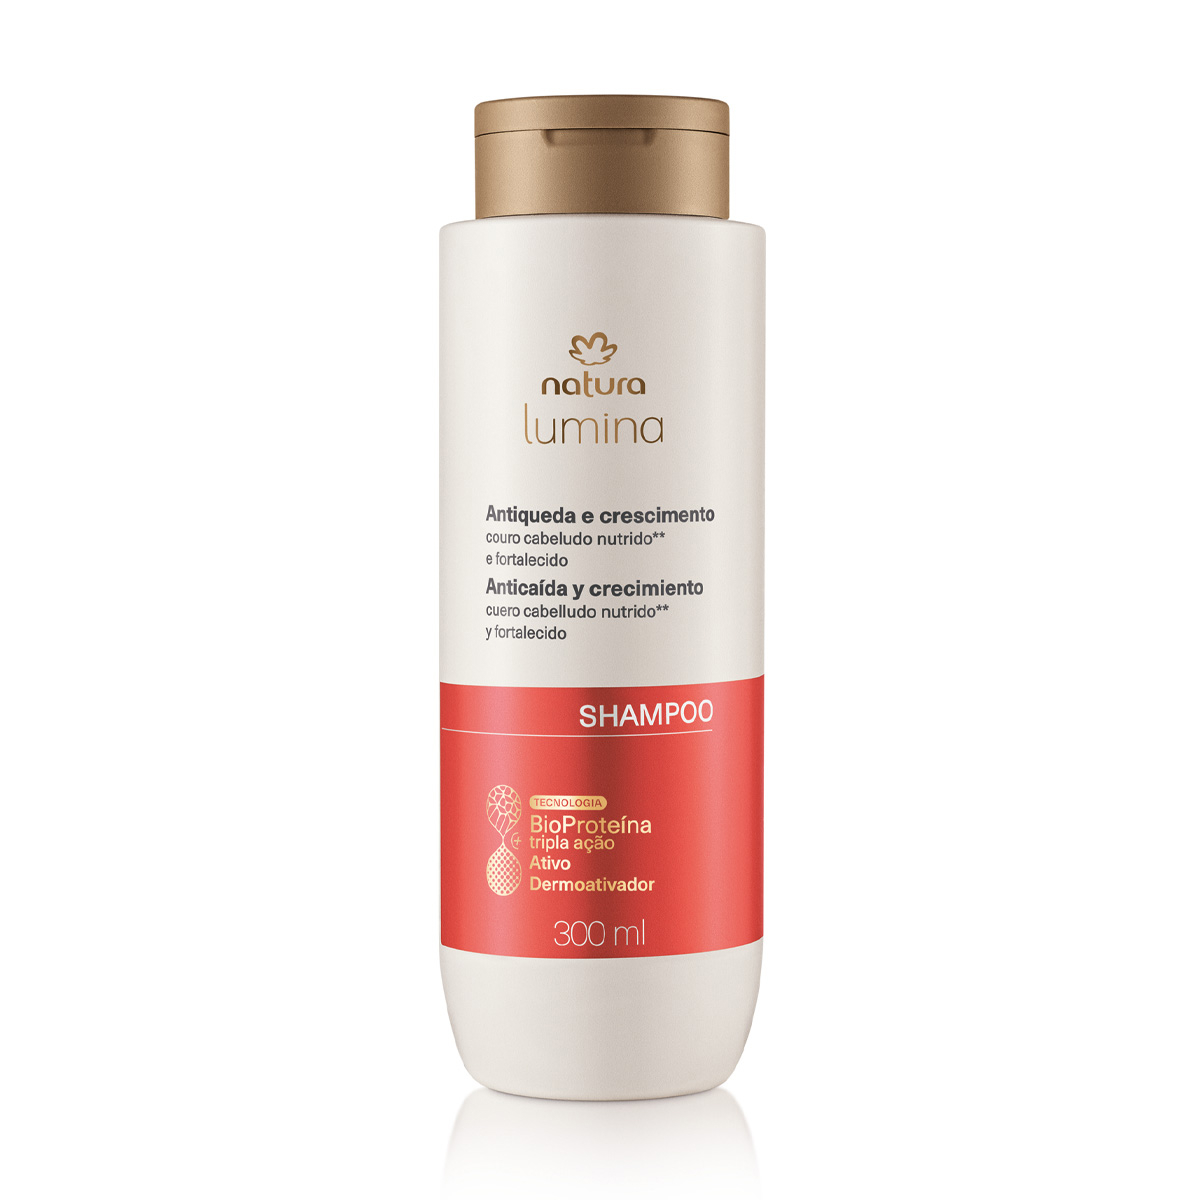 natura
lumina
Antiqueda e crescimento
couro cabeludo nutrido**
e fortalecido
Anticaída y crecimiento
cuero cabelludo nutrido**
y fortalecido
SHAMPOO
TECNOLOGIA
BioProteína
+ tripla ação
Ativo
Dermoativador
300 ml